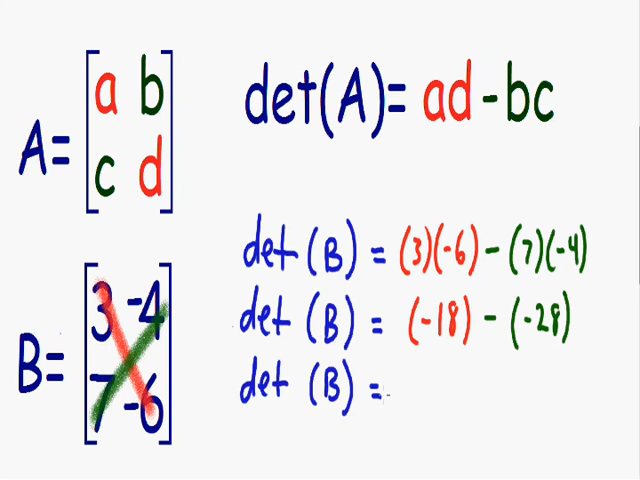 A= [a b
c d]
det(A)= ad-bc
B= [3 -4
7 -6]
det (B) = (3)(-6) - (7)(-4)
det (B) = (-18) - (-28)
det (B) =